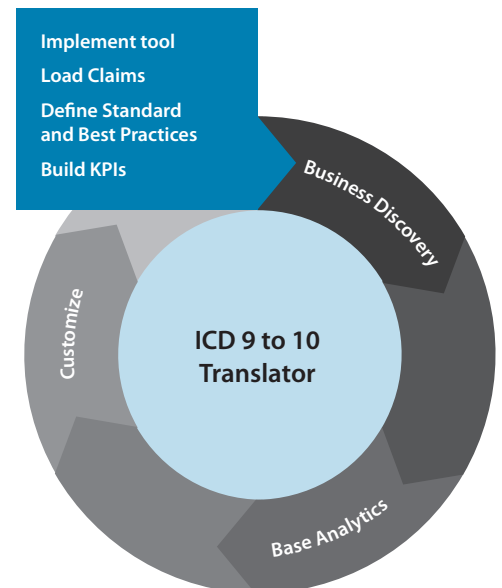 Implement tool
Load Claims
Define Standard
and Best Practices
Build KPIs
Business Discovery
Customize
ICD 9 to 10
Translator
Base Analytics